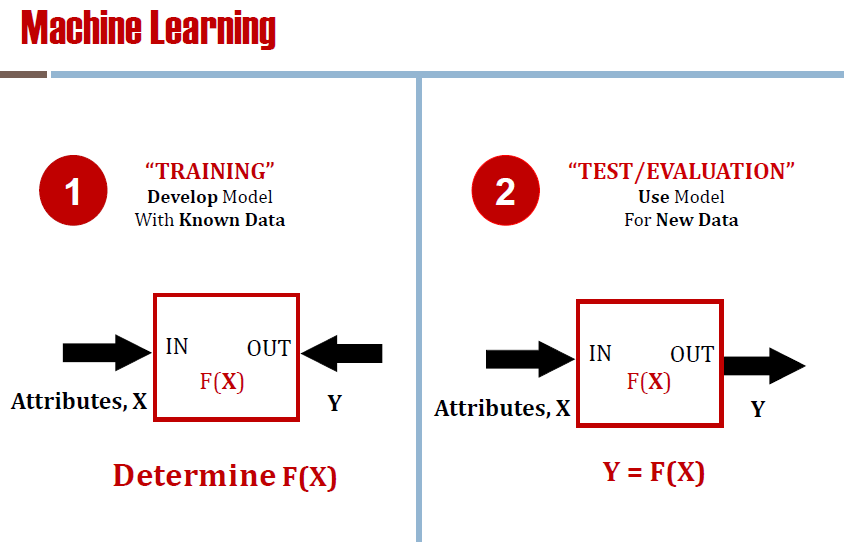 Machine Learning
1
“TRAINING”
Develop Model
With Known Data
IN OUT
F(X)
Attributes, X
Y
Determine F(X)
2
“TEST/EVALUATION”
Use Model
For New Data
IN OUT
F(X)
Attributes, X
Y
Y = F(X)